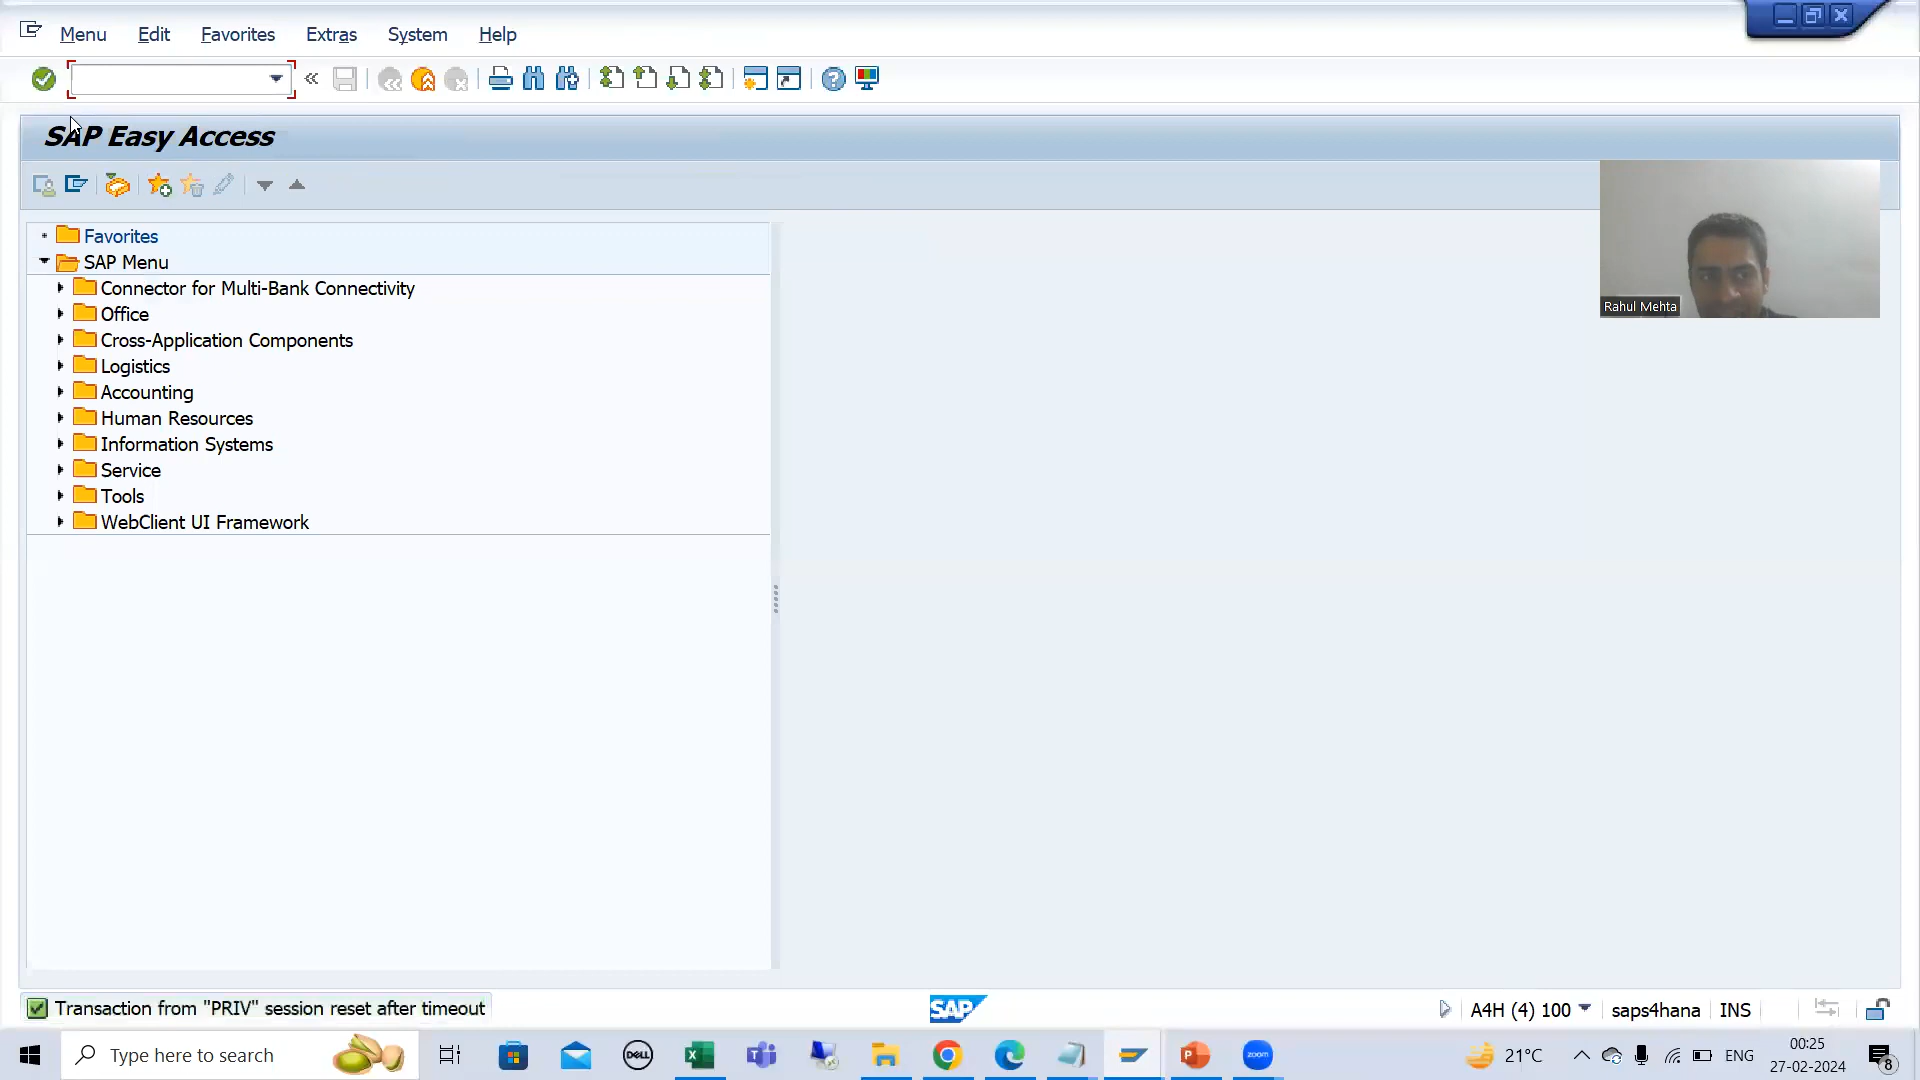 Menu Edit Favorites Extras System Help
SAP Easy Access
Favorites
SAP Menu
Connector for Multi-Bank Connectivity
Office
Cross-Application Components
Logistics
Accounting
Human Resources
Information Systems
Service
Tools
WebClient UI Framework
Rahul Mehta
Transaction from "PRIV" session reset after timeout
SAP
A4H (4) 100 saps4hana INS
Type here to search
DELL
zoom
21°C
ENG
00:25
27-02-2024
8